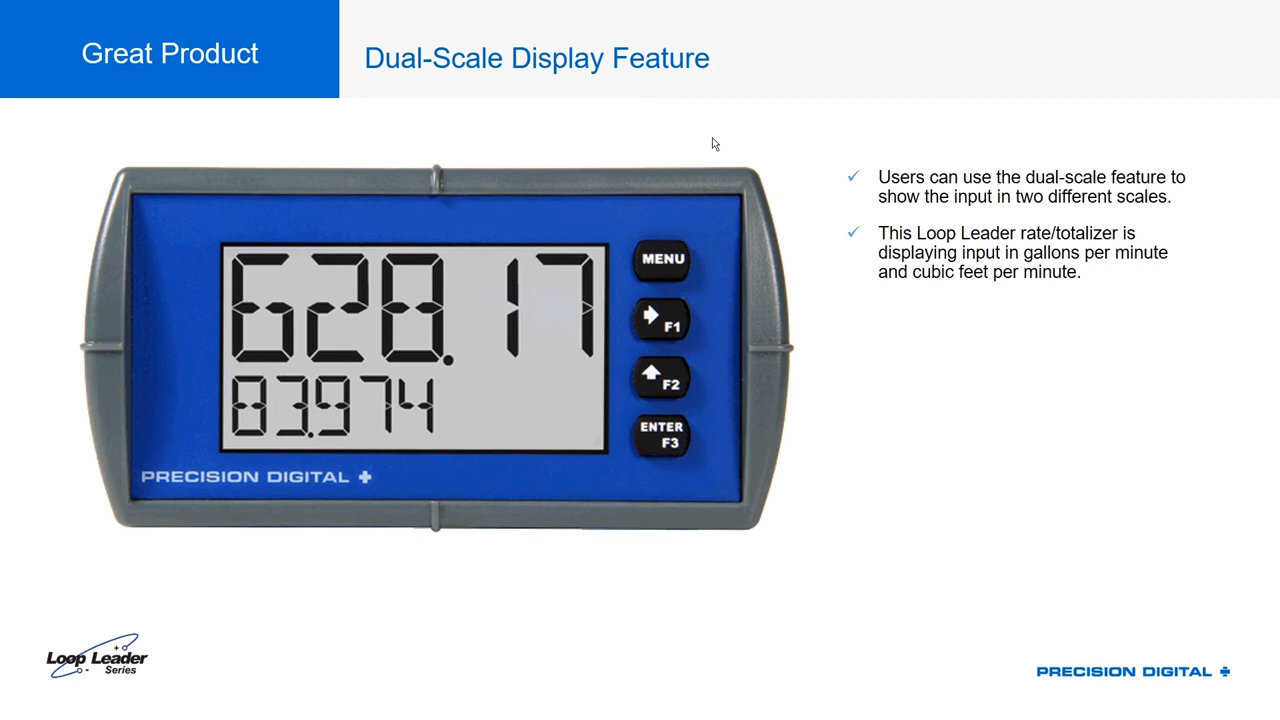 Great Product
Dual-Scale Display Feature
Users can use the dual-scale feature to
show the input in two different scales.
This Loop Leader rate/totalizer is
displaying input in gallons per minute
and cubic feet per minute.
628.17
83.974
MENU
F1
F2
ENTER
F3
PRECISION DIGITAL
Loop Leader
Series
PRECISION DIGITAL